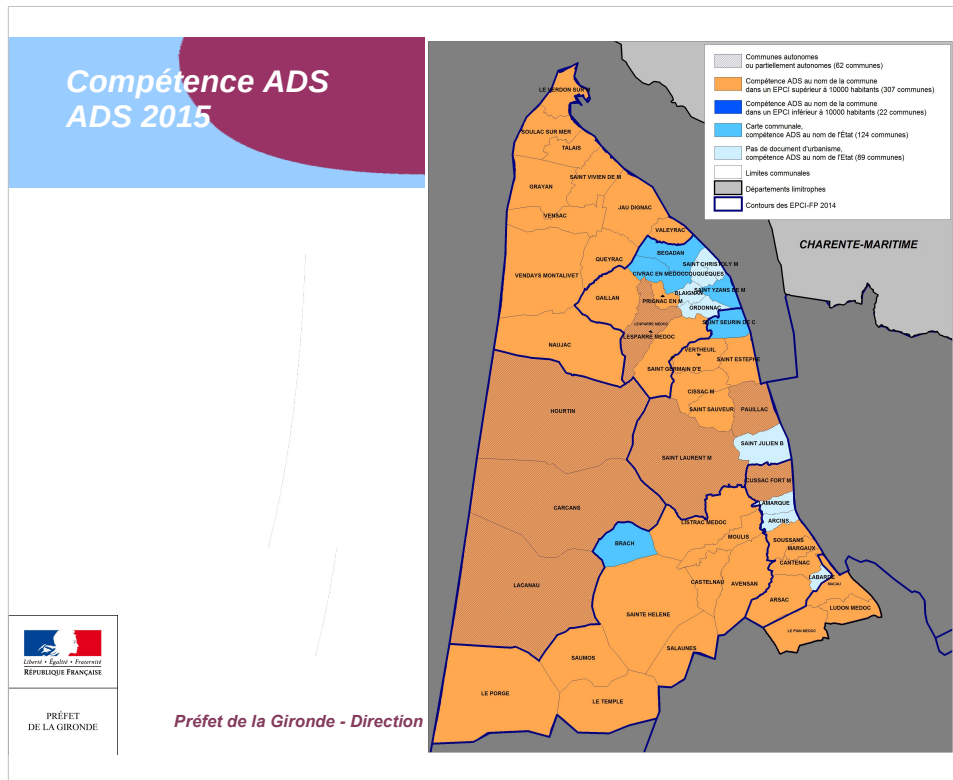 Compétence ADS
ADS 2015
Liberté • Égalité • Fraternité
RÉPUBLIQUE FRANÇAISE
PRÉFET
DE LA GIRONDE
Préfet de la Gironde - Direction
Communes autonomes
ou partiellement autonomes (62 communes)
Compétence ADS au nom de la commune
dans un EPCI supérieur à 10000 habitants (307 communes)
Compétence ADS au nom de la commune
dans un EPCI inférieur à 10000 habitants (22 communes)
Carte communale,
compétence ADS au nom de l'État (124 communes)
Pas de document d'urbanisme,
compétence ADS au nom de l'Etat (89 communes)
Limites communales
Départements limitrophes
Contours des EPCI-FP 2014
CHARENTE-MARITIME
LE VERDON SUR M
SOULAC SUR MER
TALAIS
SAINT VIVIEN DE M
GRAYAN
JAU DIGNAC
VENSAC
VALEYRAC
BEGADAN
QUEYRAC
SAINT CHRISTOLY M
VENDAYS MONTALIVET
CIVRAC EN MEDOC
COUQUEQUES
SAINT YZANS DE M
BLAIGNAN
GAILLAN
PRIGNAC EN M
ORDONNAC
LESPARRE MEDOC
SAINT SEURIN DE C
LESPARRE MEDOC
NAUJAC
VERTHEUIL
SAINT ESTEPHE
SAINT GERMAIN D'E
CISSAC M
SAINT SAUVEUR
PAUILLAC
HOURTIN
SAINT JULIEN B
SAINT LAURENT M
CUSSAC FORT M
LAMARQUE
CARCANS
ARCINS
LISTRAC MEDOC
MOULIS
SOUSSANS
BRACH
MARGAUX
CANTENAC
LABARDE
CASTELNAU
AVENSAN
MACAU
LACANAU
ARSAC
LUDON MEDOC
SAINTE HELENE
LE PIAN MEDOC
SALAUNES
SAUMOS
LE PORGE
LE TEMPLE